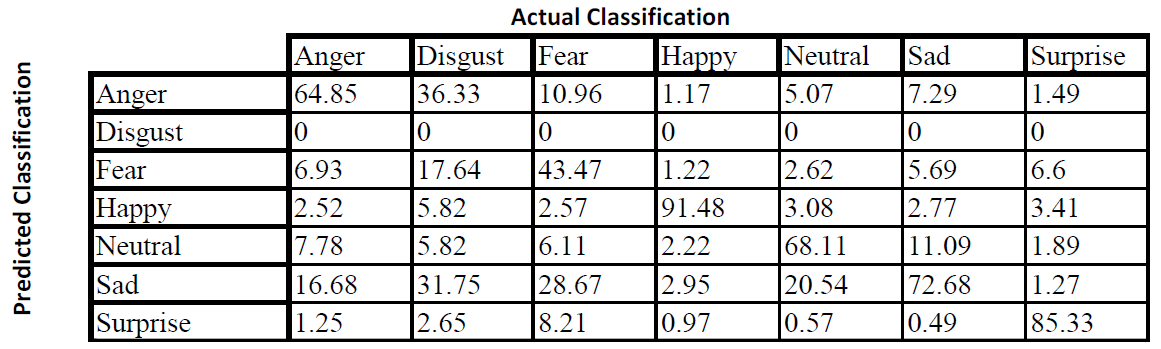 Actual Classification
Predicted Classification
Anger Disgust Fear Happy Neutral Sad Surprise
Anger 64.85 36.33 10.96 1.17 5.07 7.29 1.49
Disgust 0 0 0 0 0 0 0
Fear 6.93 17.64 43.47 1.22 2.62 5.69 6.6
Happy 2.52 5.82 2.57 91.48 3.08 2.77 3.41
Neutral 7.78 5.82 6.11 2.22 68.11 11.09 1.89
Sad 16.68 31.75 28.67 2.95 20.54 72.68 1.27
Surprise 1.25 2.65 8.21 0.97 0.57 0.49 85.33